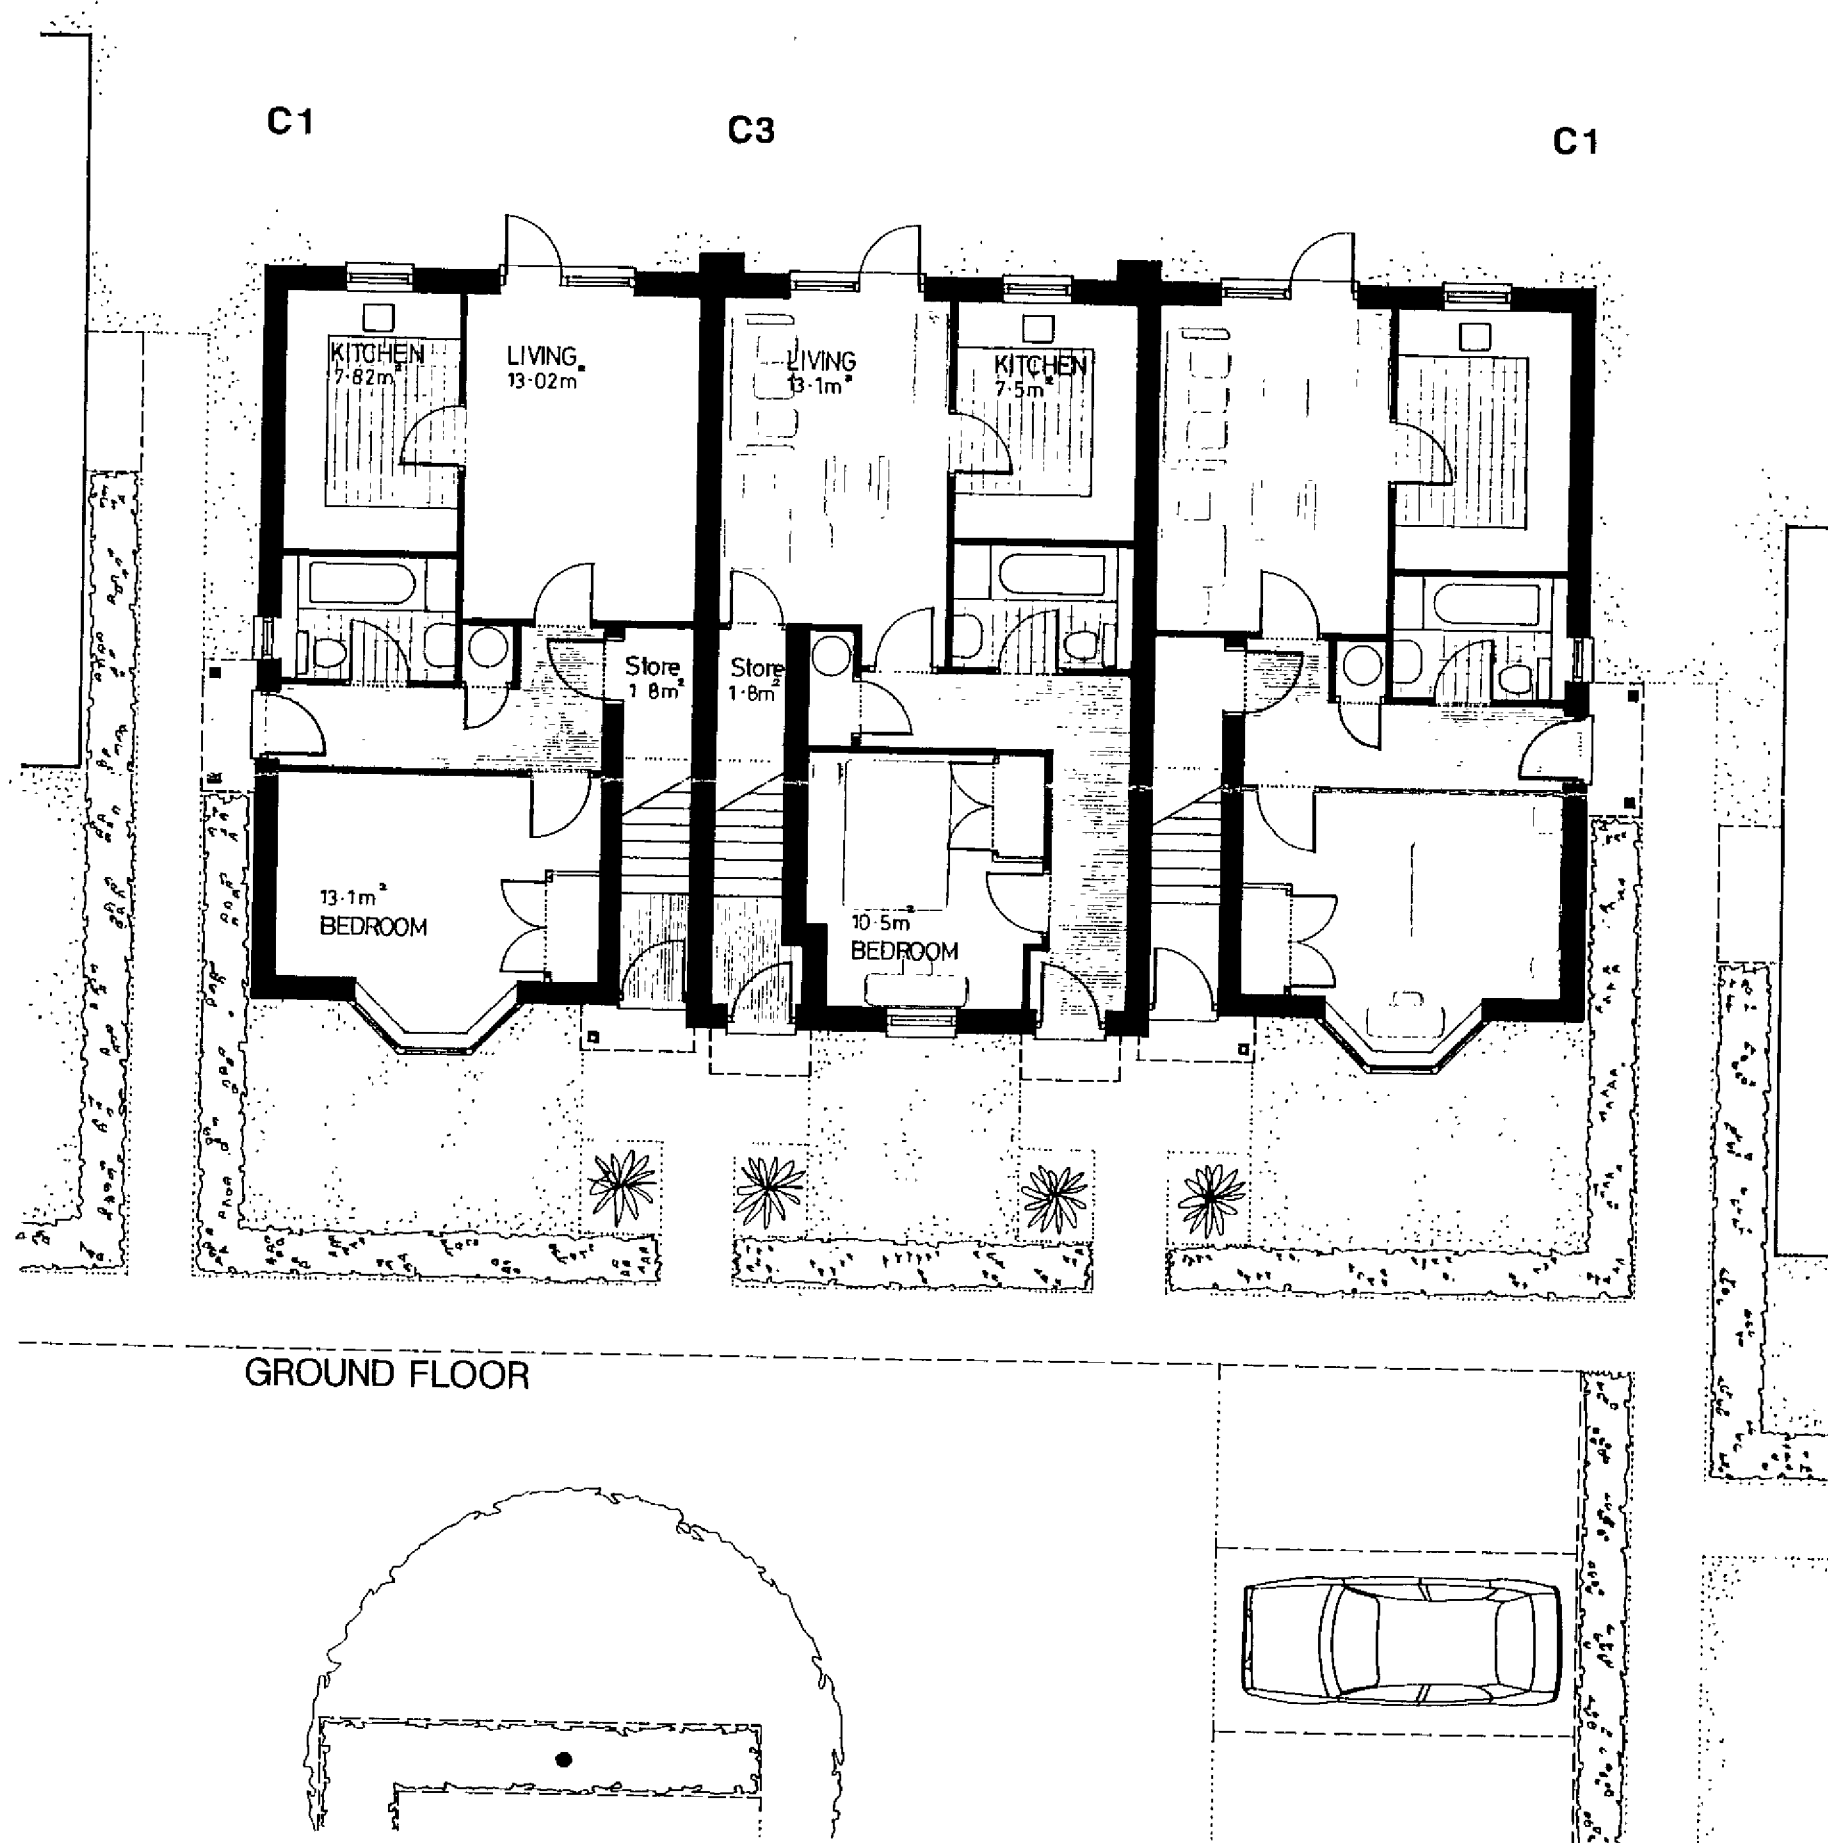 C1
C3
C1
KITCHEN
7·82m²
LIVING
13·02m²
LIVING
13·1m²
KITCHEN
7·5m²
Store
1 8m²
Store
1·8m²
13·1m²
BEDROOM
10·5m²
BEDROOM
GROUND FLOOR